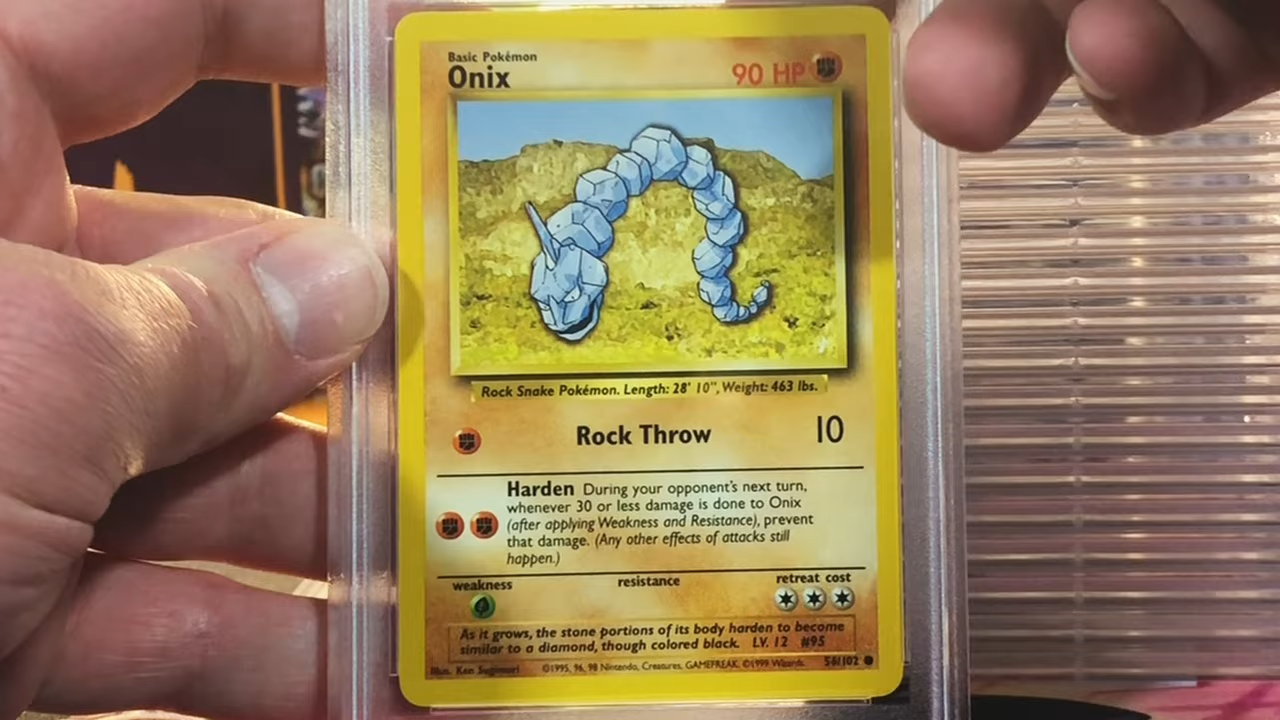 Basic Pokémon
Onix
90 HP
Rock Snake Pokémon. Length: 28' 10", Weight: 463 lbs.
Rock Throw 10
Harden During your opponent's next turn,
whenever 30 or less damage is done to Onix
(after applying Weakness and Resistance), prevent
that damage. (Any other effects of attacks still
happen.)
weakness resistance retreat cost
As it grows, the stone portions of its body harden to become
similar to a diamond, though colored black. LV. 12 #95
Illus. Ken Sugimori ©1995, 96, 98 Nintendo, Creatures, GAMEFREAK. ©1999 Wizards. 56/102